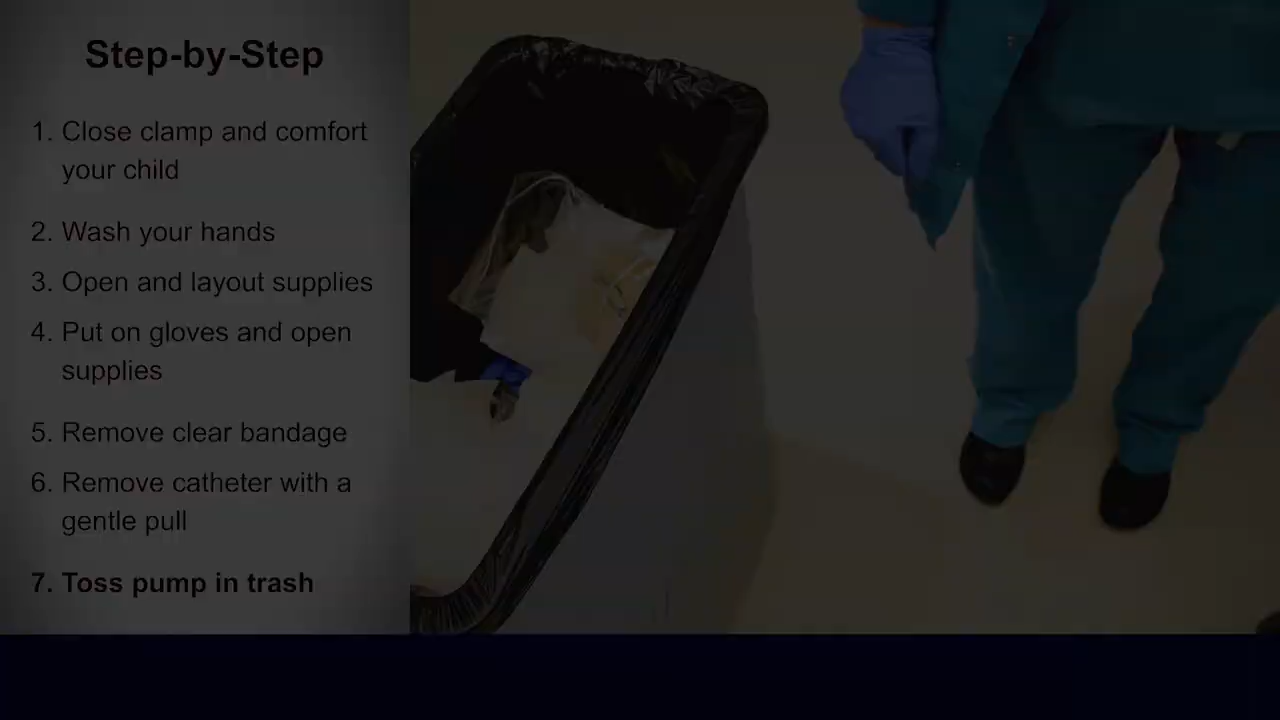 Step-by-Step
1. Close clamp and comfort
your child
2. Wash your hands
3. Open and layout supplies
4. Put on gloves and open
supplies
5. Remove clear bandage
6. Remove catheter with a
gentle pull
7. Toss pump in trash